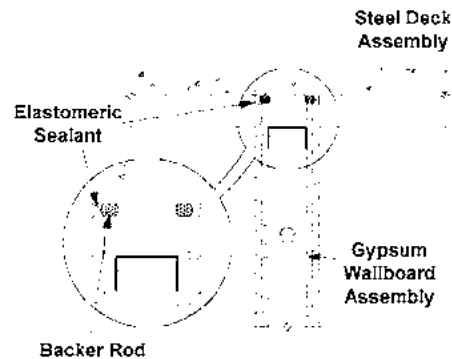 Steel Deck
Assembly
Elastomeric
Sealant
Gypsum
Wallboard
Assembly
Backer Rod